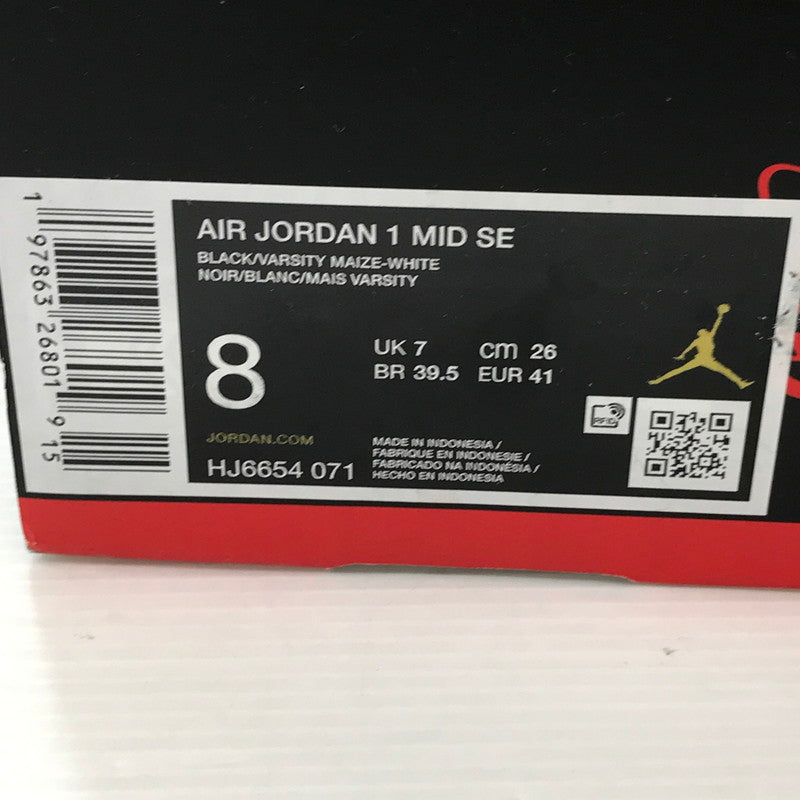 AIR JORDAN 1 MID SE
BLACK/VARSITY MAIZE-WHITE
NOIR/BLANC/MAIS VARSITY
8
UK 7 cm 26
BR 39.5 EUR 41
JORDAN.COM
HJ6654 071
MADE IN INDONESIA /
FABRIQUE EN INDONESIE /
FABRICADO NA INDONÉSIA /
HECHO EN INDONESIA
RFID
1 97863 26801 9 15